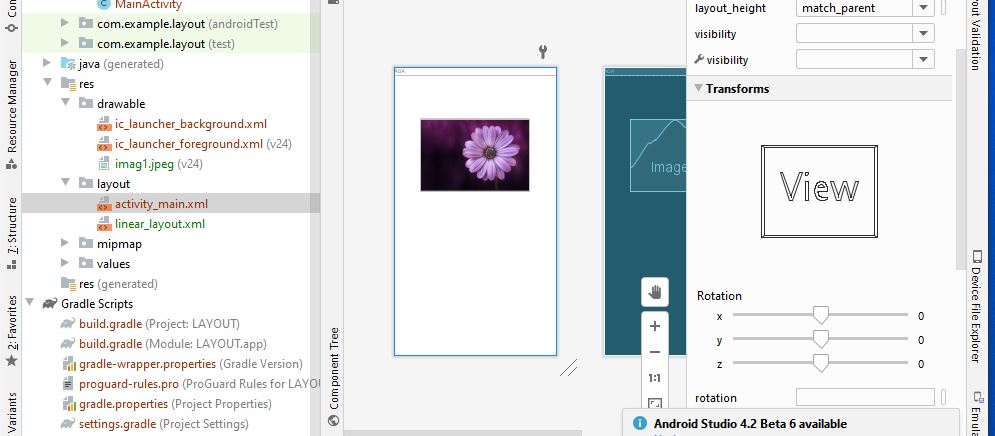 MainActivity
com.example.layout (androidTest)
com.example.layout (test)
java (generated)
res
drawable
ic_launcher_background.xml
ic_launcher_foreground.xml (v24)
imag1.jpeg (v24)
layout
activity_main.xml
linear_layout.xml
mipmap
values
res (generated)
Gradle Scripts
build.gradle (Project: LAYOUT)
build.gradle (Module: LAYOUT.app)
gradle-wrapper.properties (Gradle Version)
proguard-rules.pro (ProGuard Rules for LAYOU
gradle.properties (Project Properties)
settings.gradle (Project Settings)
Resource Manager
7: Structure
2: Favorites
Variants
Component Tree
Image
1:1
layout_height match_parent
visibility
visibility
Transforms
View
Rotation
x 0
y 0
z 0
rotation
Android Studio 4.2 Beta 6 available
out Validation
Device File Explorer
Emula